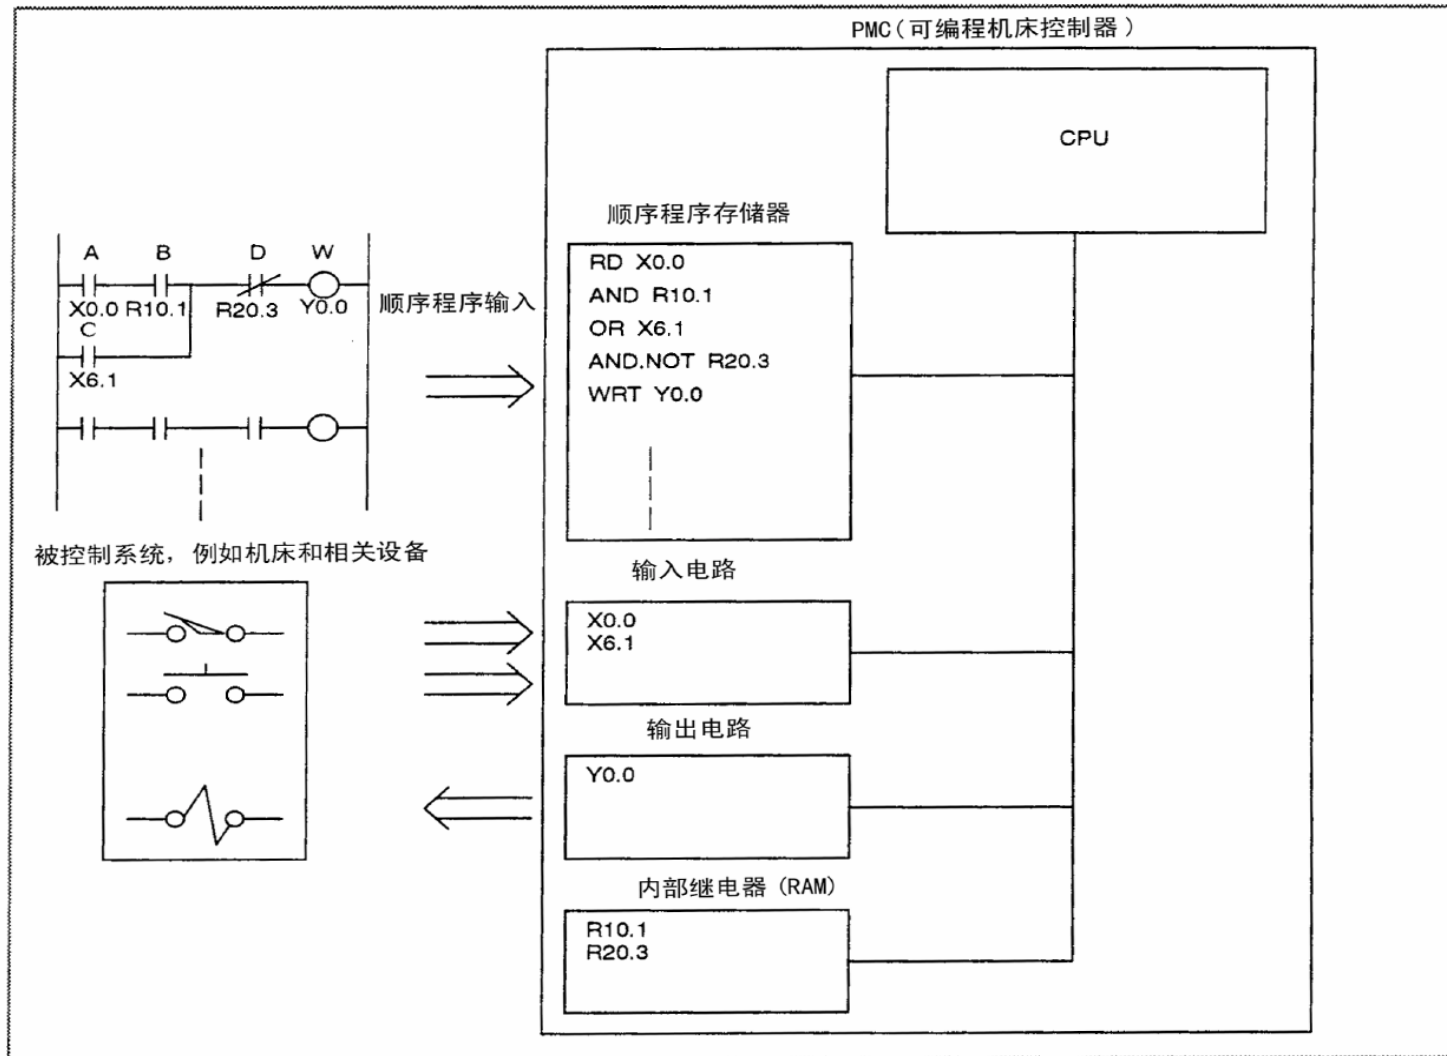 PMC(可编程机床控制器)
CPU
顺序程序存储器
A B D W
X0.0 R10.1 R20.3 Y0.0
C
X6.1
顺序程序输入
RD X0.0
AND R10.1
OR X6.1
AND.NOT R20.3
WRT Y0.0
被控制系统，例如机床和相关设备
输入电路
X0.0
X6.1
输出电路
Y0.0
内部继电器 (RAM)
R10.1
R20.3